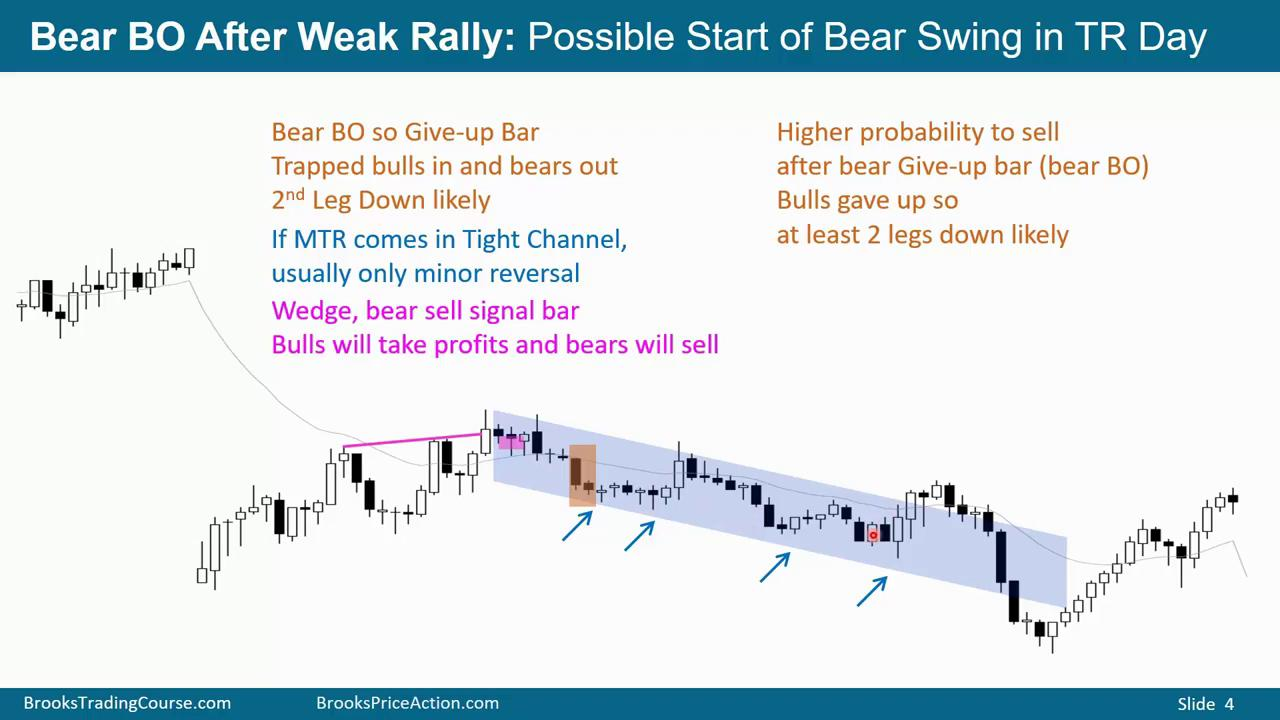 Bear BO After Weak Rally: Possible Start of Bear Swing in TR Day
Bear BO so Give-up Bar
Trapped bulls in and bears out
2nd Leg Down likely
If MTR comes in Tight Channel,
usually only minor reversal
Wedge, bear sell signal bar
Bulls will take profits and bears will sell
Higher probability to sell
after bear Give-up bar (bear BO)
Bulls gave up so
at least 2 legs down likely
BrooksTradingCourse.com
BrooksPriceAction.com
Slide 4